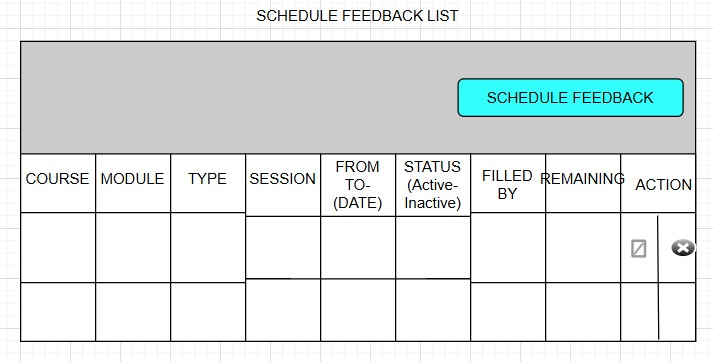 SCHEDULE FEEDBACK LIST
SCHEDULE FEEDBACK
COURSE
MODULE
TYPE
SESSION
FROM
TO-
(DATE)
STATUS
(Active-
Inactive)
FILLED
BY
REMAINING
ACTION